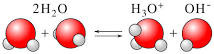 2H₂O ⇌ H₃O⁺ OH⁻
+ +